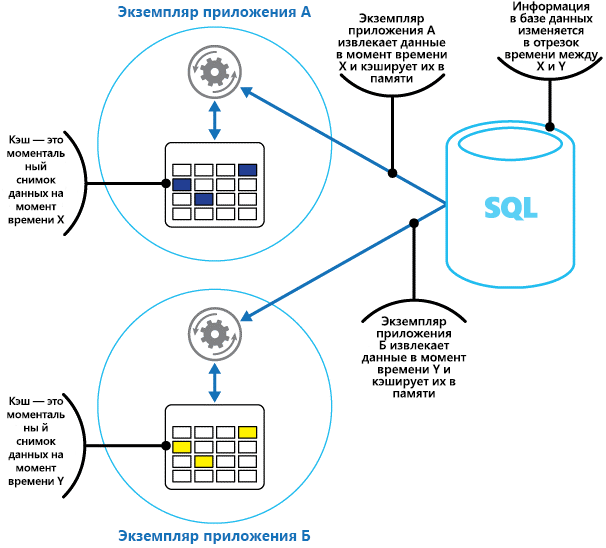 Экземпляр приложения А
Экземпляр
приложения А
извлекает данные
в момент времени
X и кэширует их в
памяти
Информация
в базе данных
изменяется
в отрезок
времени между
X и Y
Кэш — это
моменталь
ный
снимок
данных на
момент
времени X
SQL
Экземпляр
приложения
Б извлекает
данные в момент
времени Y и
кэширует их в
памяти
Кэш — это
моменталь
ны й
снимок
данных на
момент
времени Y
Экземпляр приложения Б